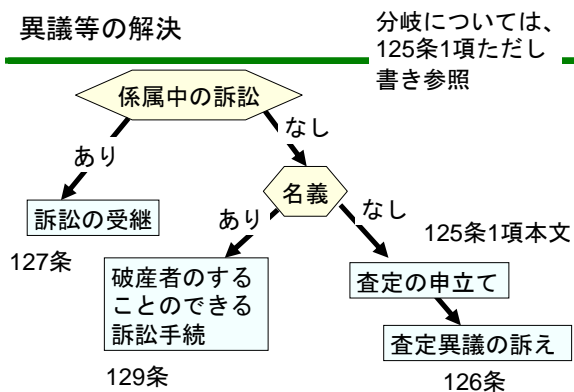 異議等の解決
分岐については、
125条1項ただし
書き参照
係属中の訴訟
あり
なし
訴訟の受継
127条
名義
あり
なし
破産者のする
ことのできる
訴訟手続
129条
125条1項本文
査定の申立て
査定異議の訴え
126条